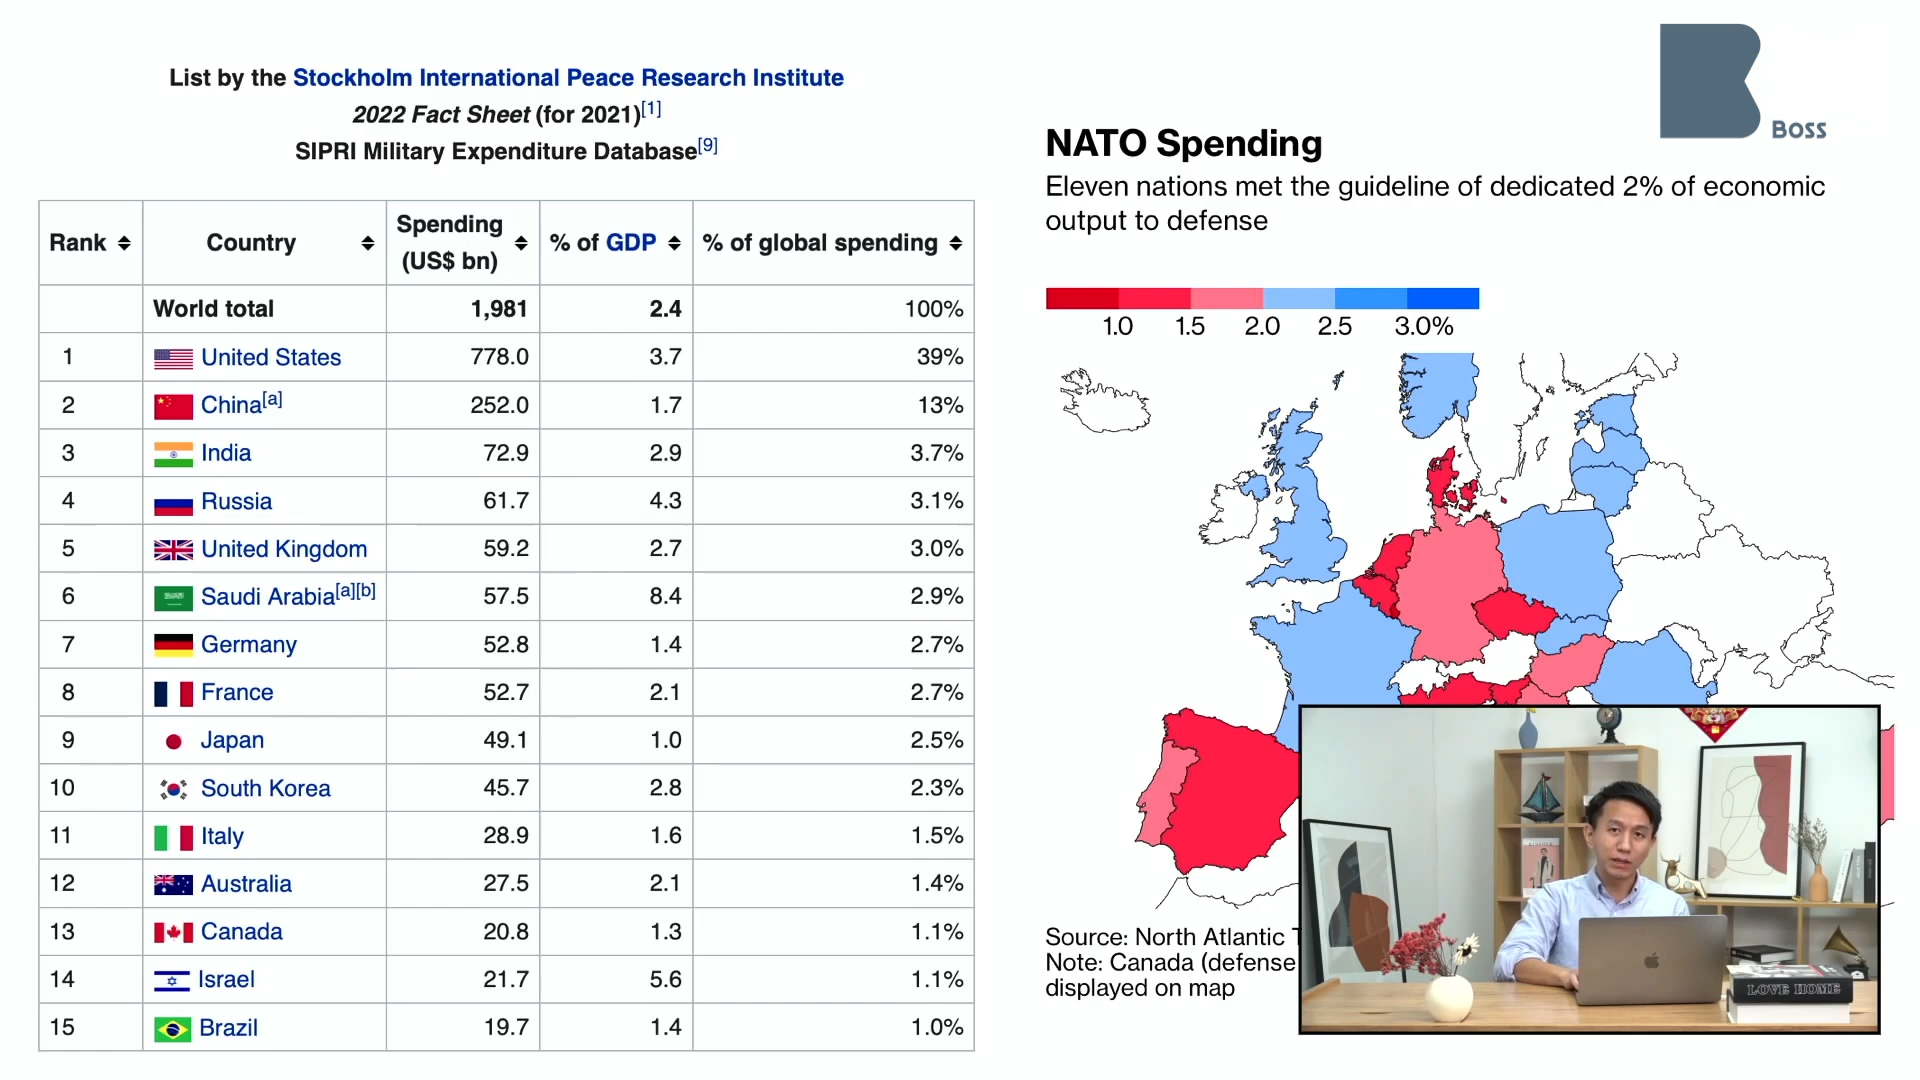 List by the Stockholm International Peace Research Institute
2022 Fact Sheet (for 2021)[1]
SIPRI Military Expenditure Database[9]
Rank Country Spending (US$ bn) % of GDP % of global spending
World total 1,981 2.4 100%
1 United States 778.0 3.7 39%
2 China[a] 252.0 1.7 13%
3 India 72.9 2.9 3.7%
4 Russia 61.7 4.3 3.1%
5 United Kingdom 59.2 2.7 3.0%
6 Saudi Arabia[a][b] 57.5 8.4 2.9%
7 Germany 52.8 1.4 2.7%
8 France 52.7 2.1 2.7%
9 Japan 49.1 1.0 2.5%
10 South Korea 45.7 2.8 2.3%
11 Italy 28.9 1.6 1.5%
12 Australia 27.5 2.1 1.4%
13 Canada 20.8 1.3 1.1%
14 Israel 21.7 5.6 1.1%
15 Brazil 19.7 1.4 1.0%
Boss
NATO Spending
Eleven nations met the guideline of dedicated 2% of economic
output to defense
1.0 1.5 2.0 2.5 3.0%
Source: North Atlantic
Note: Canada (defense
displayed on map
LOVE HOME